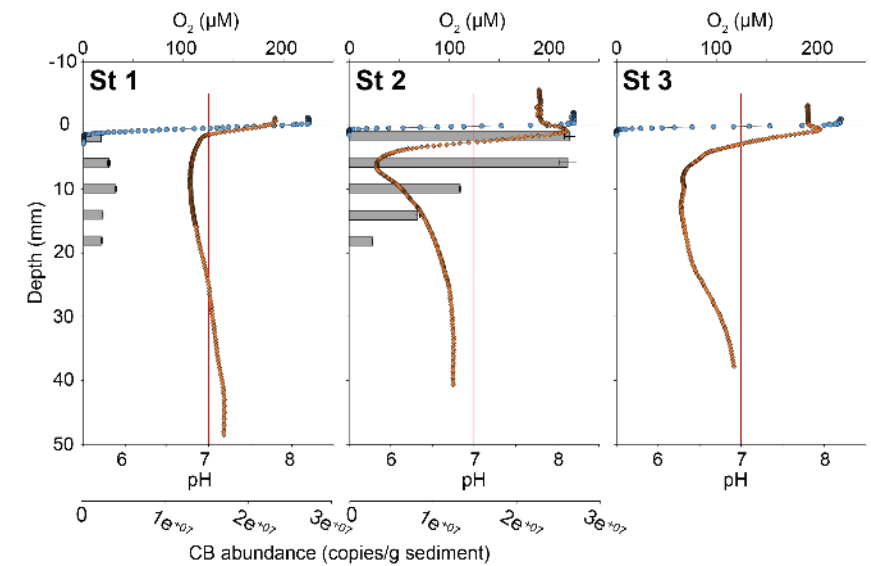 O₂ (µM) O₂ (µM) O₂ (µM)
0 100 200 0 100 200 0 100 200
-10
St 1 St 2 St 3
0
10
20
30
40
50
Depth (mm)
6 7 8 6 7 8 6 7 8
pH pH pH
0 1e+07 2e+07 3e+07 0 1e+07 2e+07 3e+07
CB abundance (copies/g sediment)